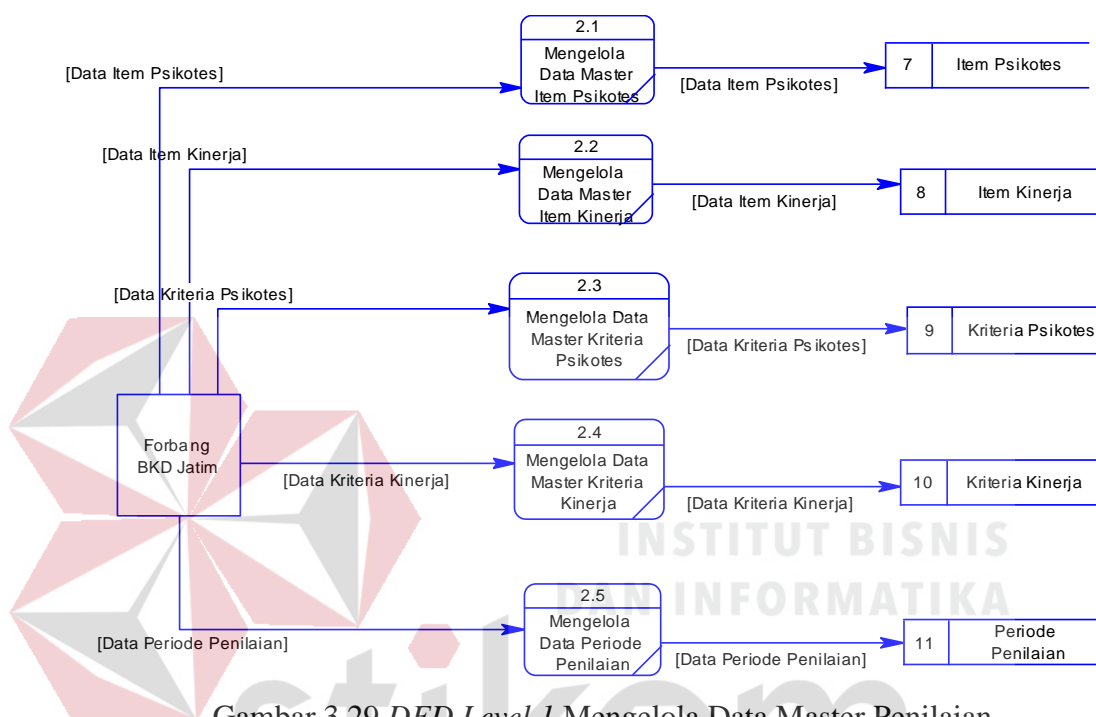 2.1
Mengelola
Data Master
Item Psikotes
[Data Item Psikotes]
[Data Item Psikotes]
7
Item Psikotes
2.2
Mengelola
Data Master
Item Kinerja
[Data Item Kinerja]
[Data Item Kinerja]
8
Item Kinerja
2.3
Mengelola Data
Master Kriteria
Psikotes
[Data Kriteria Psikotes]
[Data Kriteria Psikotes]
9
Kriteria Psikotes
Forbang
BKD Jatim
2.4
Mengelola Data
Master Kriteria
Kinerja
[Data Kriteria Kinerja]
[Data Kriteria Kinerja]
10
Kriteria Kinerja
INSTITUT BISNIS
DAN INFORMATIKA
2.5
Mengelola
Data Periode
Penilaian
[Data Periode Penilaian]
[Data Periode Penilaian]
11
Periode
Penilaian
stikom
Gambar 3.29 DFD Level 1 Mengelola Data Master Penilaian